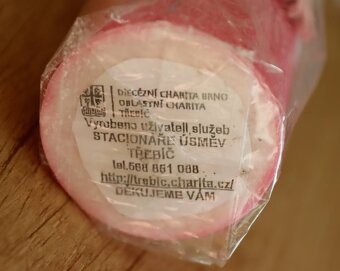 DIECÉZNÍ CHARITA BRNO
OBLASTNÍ CHARITA
TŘEBÍČ
Vyrobeno uživateli služeb
STACIONÁŘE ÚSMĚV
TŘEBÍČ
tel.568 861 088
http://trebic.charita.cz/
DĚKUJEME VÁM